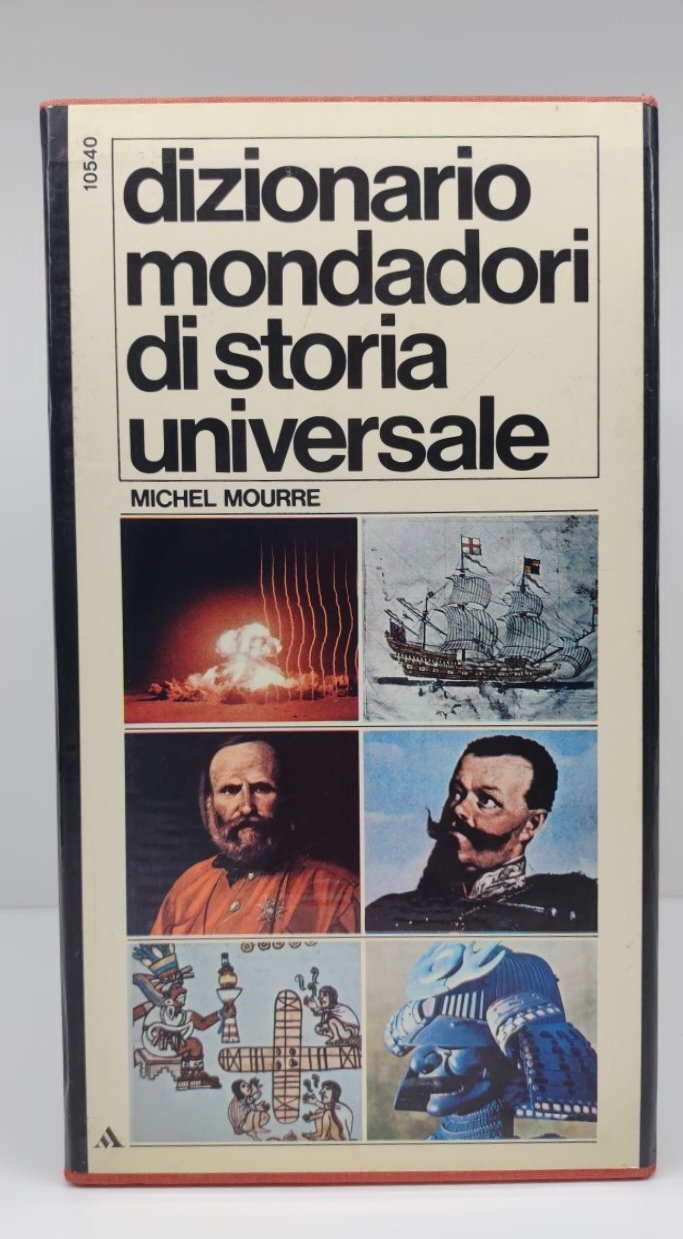 10540
dizionario
mondadori
di storia
universale
MICHEL MOURRE